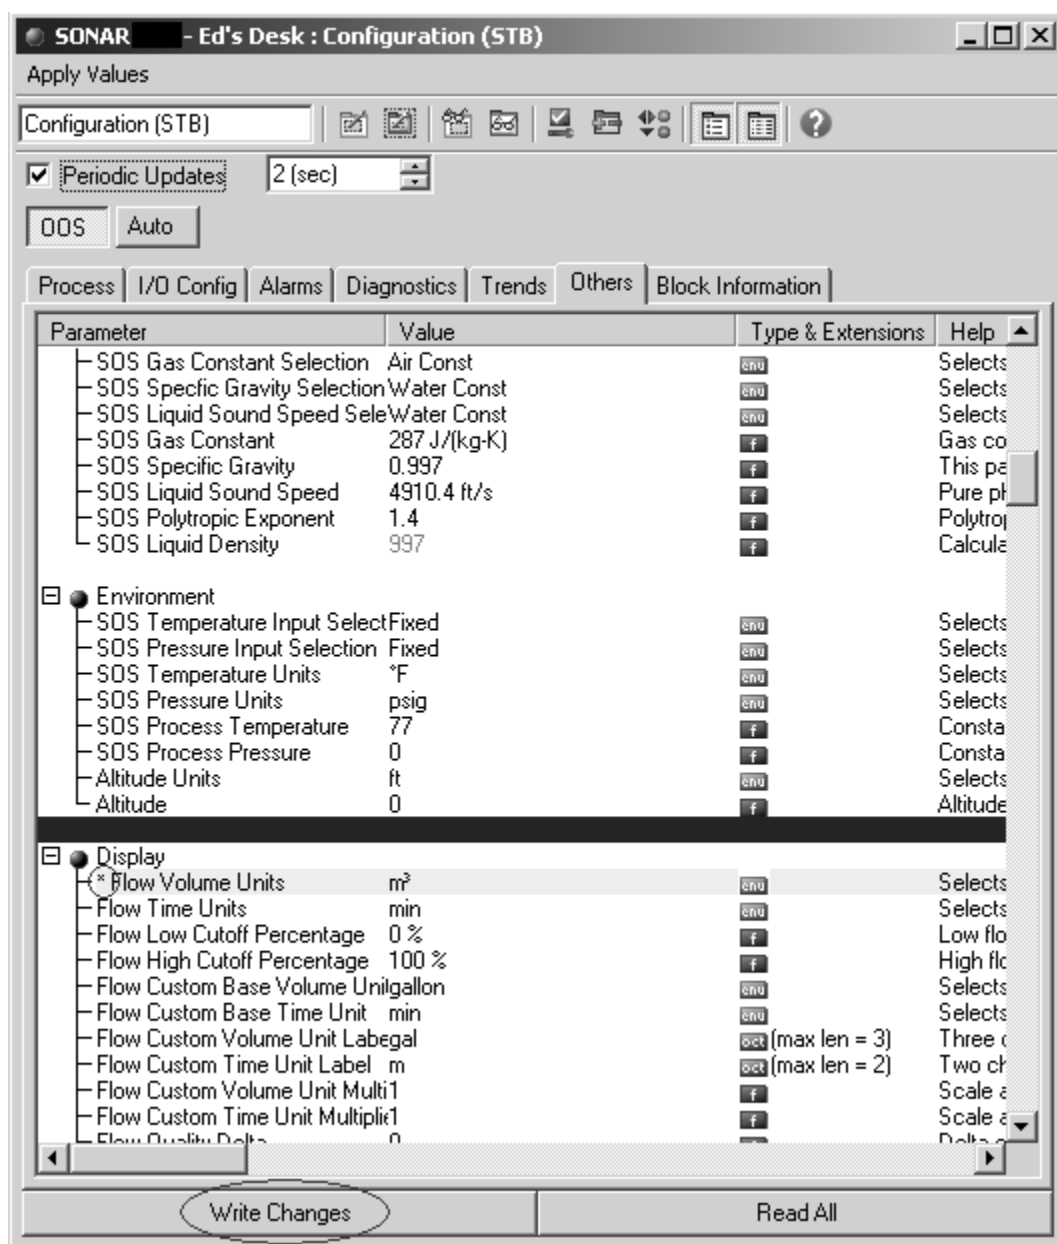 SONAR - Ed's Desk : Configuration (STB)
Apply Values
Configuration (STB)
Periodic Updates 2 (sec)
OOS Auto
Process I/O Config Alarms Diagnostics Trends Others Block Information
Parameter Value Type & Extensions Help
SOS Gas Constant Selection Air Const enu Selects
SOS Specfic Gravity Selection Water Const enu Selects
SOS Liquid Sound Speed Sele Water Const enu Selects
SOS Gas Constant 287 J/(kg-K) f Gas co
SOS Specific Gravity 0.997 f This pa
SOS Liquid Sound Speed 4910.4 ft/s f Pure ph
SOS Polytropic Exponent 1.4 f Polytrop
SOS Liquid Density 997 f Calcula
Environment
SOS Temperature Input Select Fixed enu Selects
SOS Pressure Input Selection Fixed enu Selects
SOS Temperature Units °F enu Selects
SOS Pressure Units psig enu Selects
SOS Process Temperature 77 f Consta
SOS Process Pressure 0 f Consta
Altitude Units ft enu Selects
Altitude 0 f Altitude
Display
* Flow Volume Units m³ enu Selects
Flow Time Units min enu Selects
Flow Low Cutoff Percentage 0 % f Low flo
Flow High Cutoff Percentage 100 % f High flo
Flow Custom Base Volume Unit gallon enu Selects
Flow Custom Base Time Unit min enu Selects
Flow Custom Volume Unit Labe gal oct (max len = 3) Three c
Flow Custom Time Unit Label m oct (max len = 2) Two ch
Flow Custom Volume Unit Multi 1 f Scale a
Flow Custom Time Unit Multiplie 1 f Scale a
Flow Quality Delta 0 Delta
Write Changes Read All